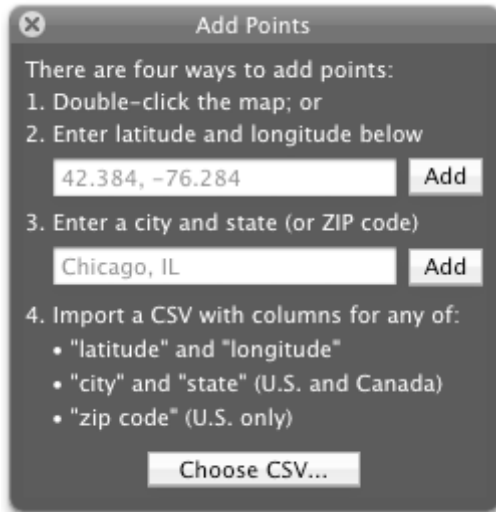 Add Points
There are four ways to add points:
1. Double-click the map; or
2. Enter latitude and longitude below
42.384, -76.284
Add
3. Enter a city and state (or ZIP code)
Chicago, IL
Add
4. Import a CSV with columns for any of:
• "latitude" and "longitude"
• "city" and "state" (U.S. and Canada)
• "zip code" (U.S. only)
Choose CSV...